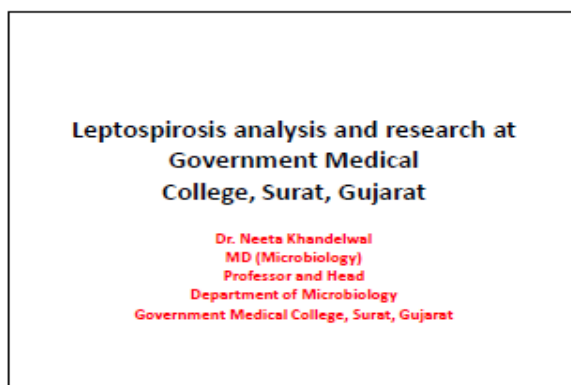 Leptospirosis analysis and research at
Government Medical
College, Surat, Gujarat
Dr. Neeta Khandelwal
MD (Microbiology)
Professor and Head
Department of Microbiology
Government Medical College, Surat, Gujarat